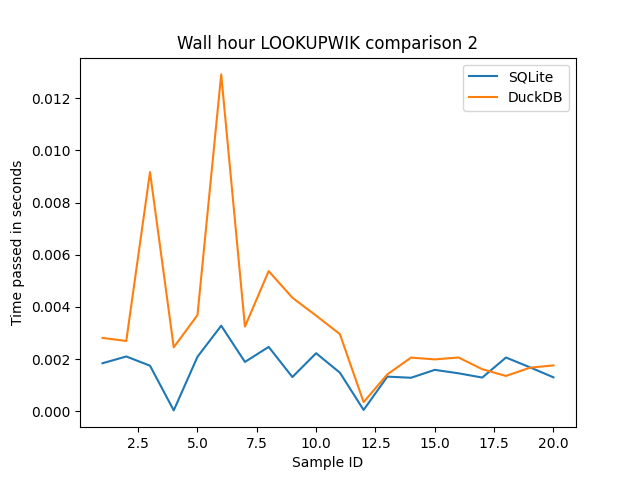 Wall hour LOOKUPWIK comparison 2
SQLite
DuckDB
0.012
0.010
0.008
0.006
0.004
0.002
0.000
Time passed in seconds
2.5 5.0 7.5 10.0 12.5 15.0 17.5 20.0
Sample ID